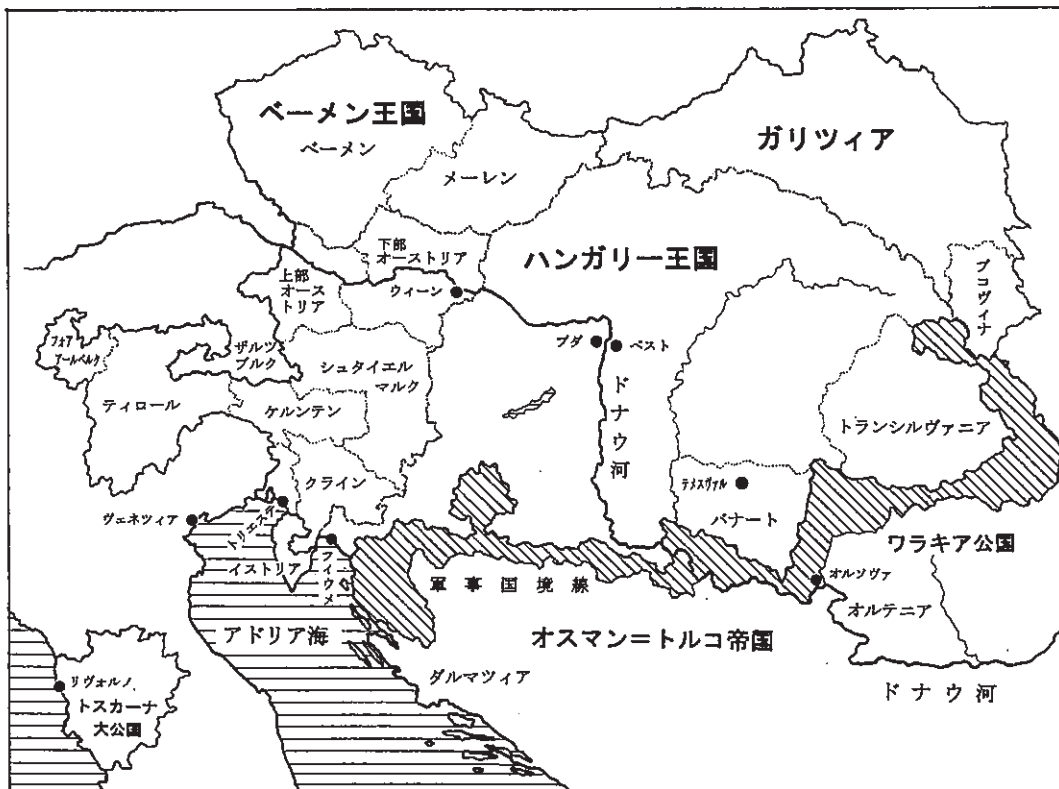 ベーメン王国
ベーメン
ガリツィア
メーレン
下部
オーストリア
ハンガリー王国
上部
オース
トリア
ウィーン
ブコヴィナ
フォア
アールベルク
ザルツ
ブルク
シュタイエル
マルク
ブダ
ペスト
ティロール
ケルンテン
ドナウ河
トランシルヴァニア
クライン
テメスヴァル
ヴェネツィア
トリエステ
バナート
ワラキア公国
イストリア
フィウメ
軍事国境線
オルソヴァ
オルテニア
アドリア海
オスマン＝トルコ帝国
ダルマツィア
リヴォルノ
トスカーナ
大公国
ドナウ河